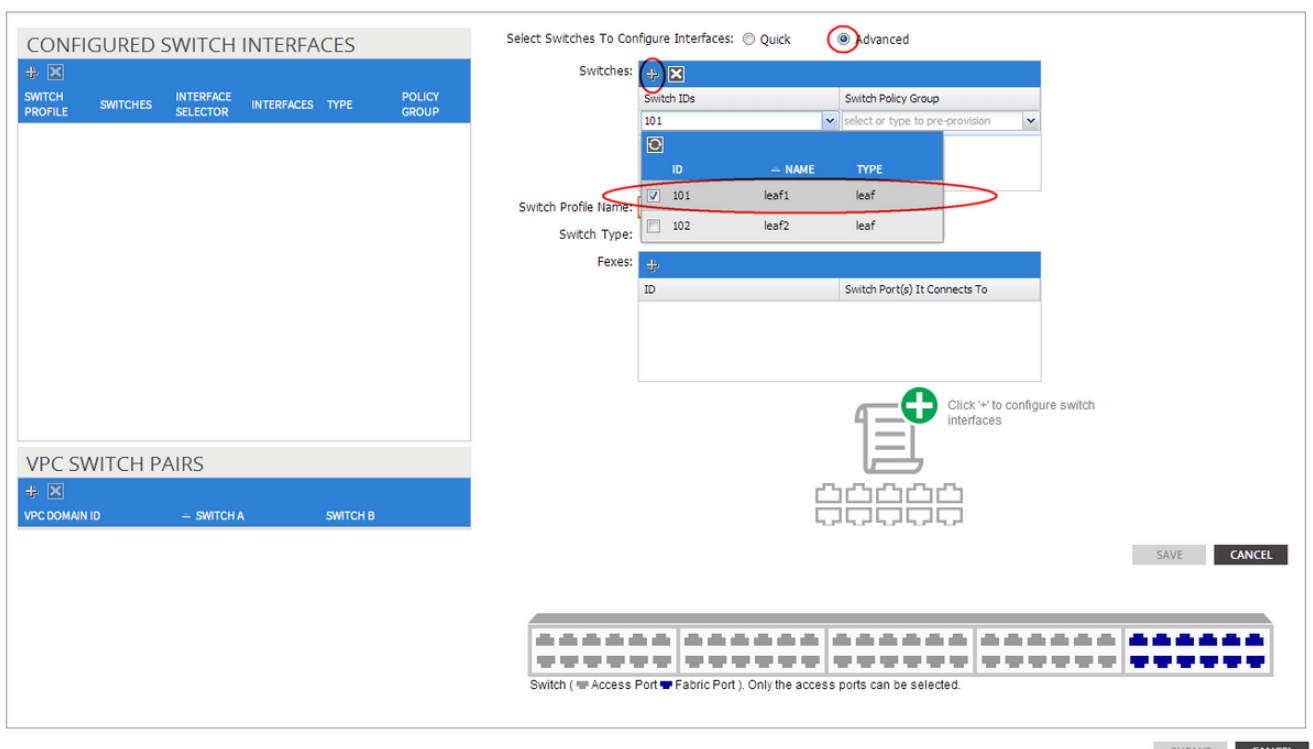 CONFIGURED SWITCH INTERFACES
SWITCH PROFILE SWITCHES INTERFACE SELECTOR INTERFACES TYPE POLICY GROUP
VPC SWITCH PAIRS
VPC DOMAIN ID SWITCH A SWITCH B
Select Switches To Configure Interfaces: Quick Advanced
Switches:
Switch IDs Switch Policy Group
101 select or type to pre-provision
ID NAME TYPE
101 leaf1 leaf
102 leaf2 leaf
Switch Profile Name:
Switch Type:
Fexes:
ID Switch Port(s) It Connects To
Click '+' to configure switch
interfaces
SAVE CANCEL
Switch ( Access Port Fabric Port ). Only the access ports can be selected.
SUBMIT CANCEL